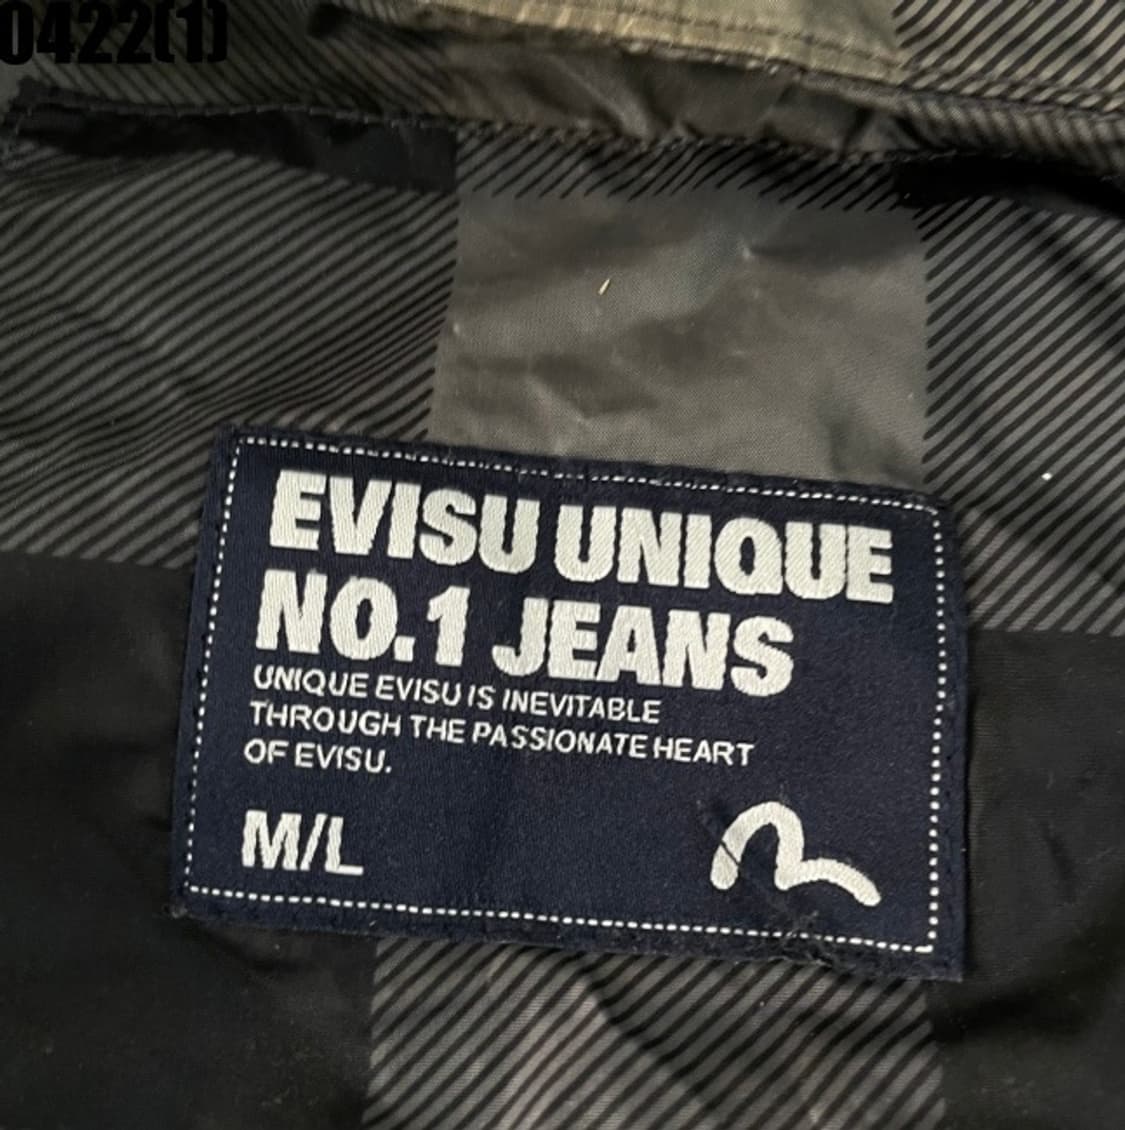 0422(1)
EVISU UNIQUE
NO.1 JEANS
UNIQUE EVISU IS INEVITABLE
THROUGH THE PASSIONATE HEART
OF EVISU.
M/L